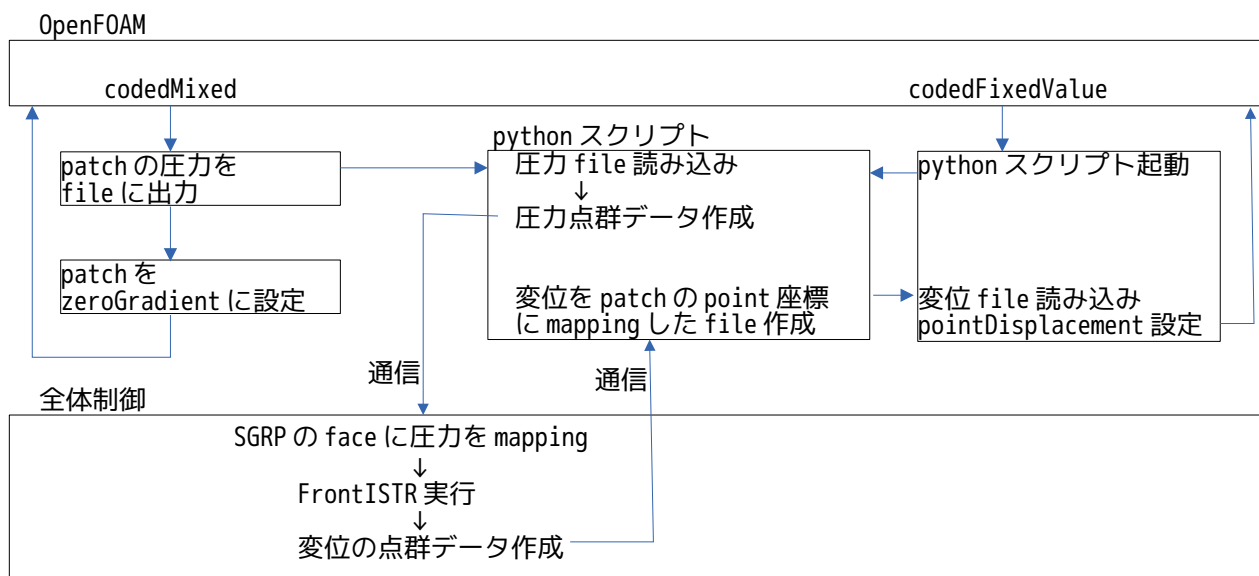 OpenFOAM
codedMixed
codedFixedValue
patchの圧力を
fileに出力
patchを
zeroGradientに設定
pythonスクリプト
圧力file読み込み
↓
圧力点群データ作成
変位をpatchのpoint座標
にmappingしたfile作成
pythonスクリプト起動
変位file読み込み
pointDisplacement設定
通信
通信
全体制御
SGRPのfaceに圧力をmapping
↓
FrontISTR実行
↓
変位の点群データ作成